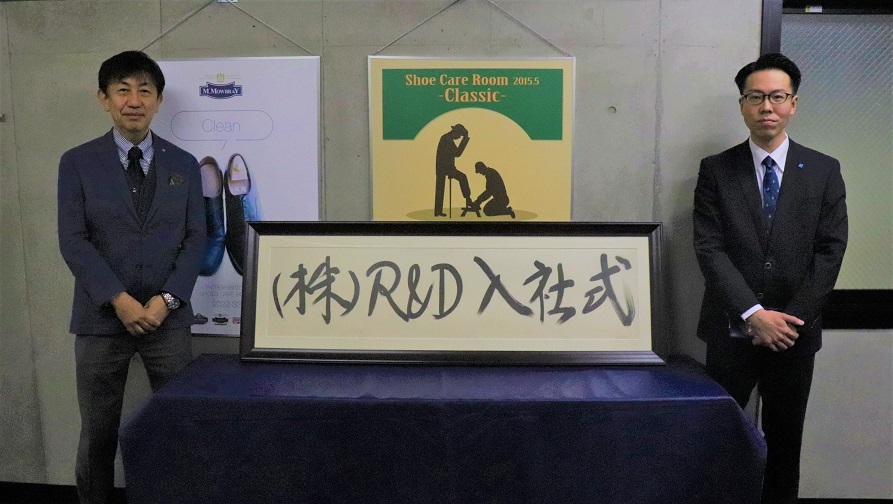 M.MOWBRAY
Clean
Shoe Care Room 2015.5
-Classic-
(株)R&D入社式